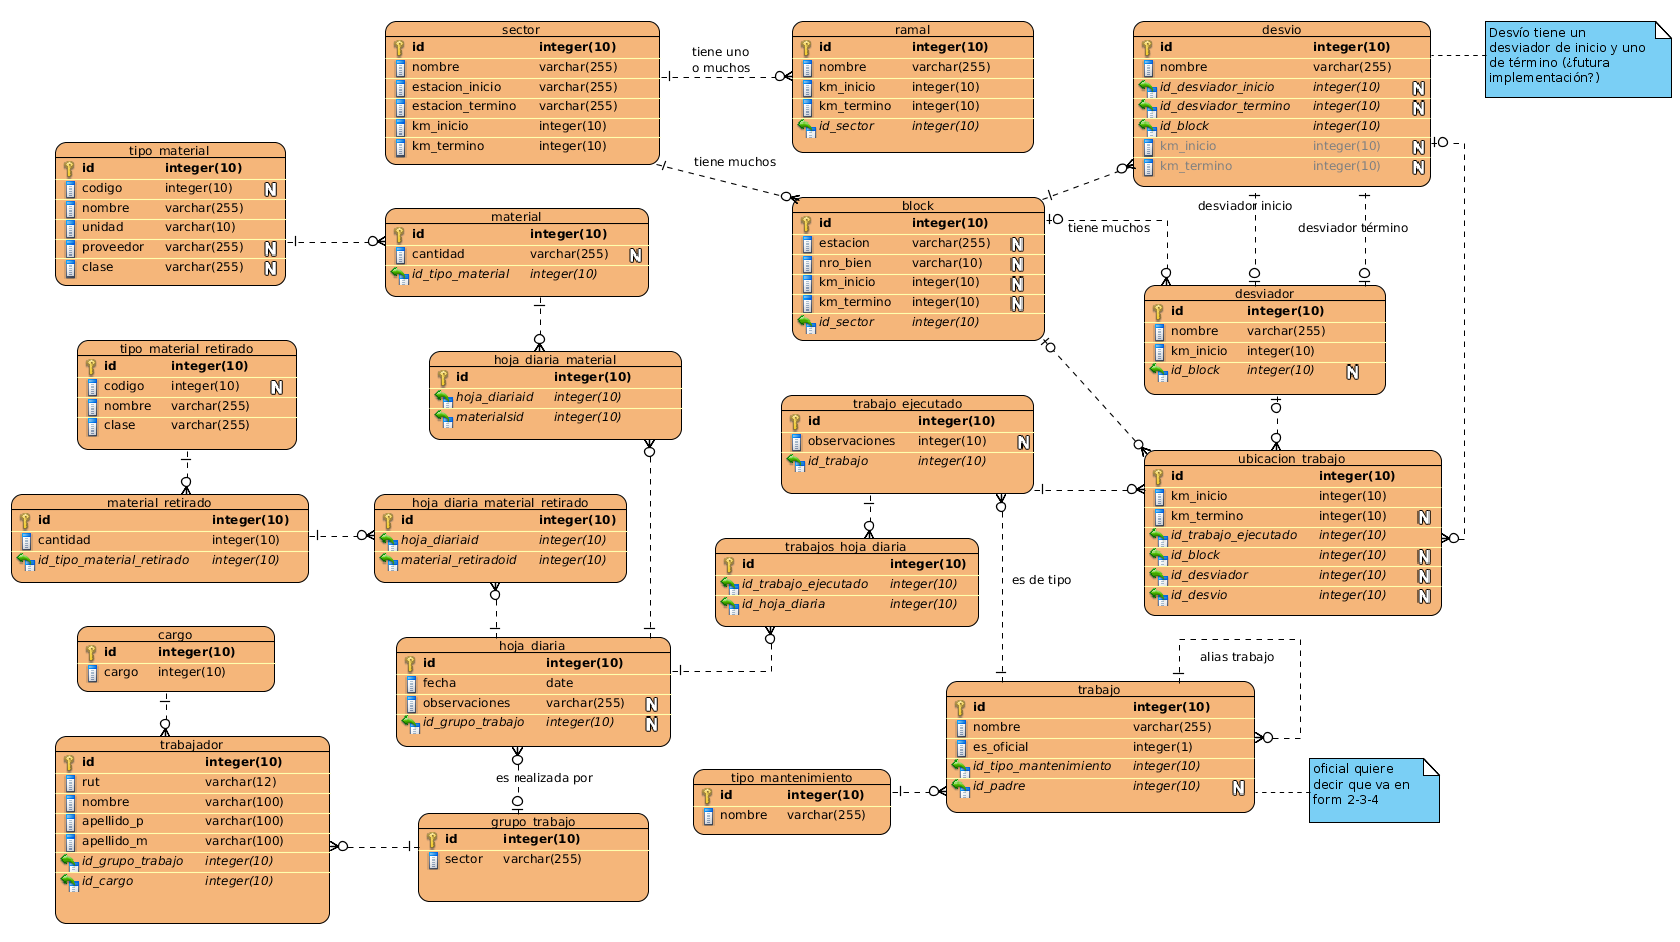 sector
id integer(10)
nombre varchar(255)
estacion_inicio varchar(255)
estacion_termino varchar(255)
km_inicio integer(10)
km_termino integer(10)
tiene uno
o muchos
ramal
id integer(10)
nombre varchar(255)
km_inicio integer(10)
km_termino integer(10)
id_sector integer(10)
desvio
id integer(10)
nombre varchar(255)
id_desviador_inicio integer(10) N
id_desviador_termino integer(10) N
id_block integer(10)
km_inicio integer(10) N
km_termino integer(10) N
Desvío tiene un
desviador de inicio y uno
de término (¿futura
implementación?)
tipo_material
id integer(10)
codigo integer(10) N
nombre varchar(255)
unidad varchar(10)
proveedor varchar(255) N
clase varchar(255) N
tiene muchos
material
id integer(10)
cantidad varchar(255) N
id_tipo_material integer(10)
block
id integer(10)
estacion varchar(255) N
nro_bien varchar(10) N
km_inicio integer(10) N
km_termino integer(10) N
id_sector integer(10)
tiene muchos
desviador inicio
desviador término
desviador
id integer(10)
nombre varchar(255)
km_inicio integer(10)
id_block integer(10) N
tipo_material_retirado
id integer(10)
codigo integer(10) N
nombre varchar(255)
clase varchar(255)
hoja_diaria_material
id integer(10)
hoja_diariaid integer(10)
materialsid integer(10)
trabajo_ejecutado
id integer(10)
observaciones integer(10) N
id_trabajo integer(10)
ubicacion_trabajo
id integer(10)
km_inicio integer(10)
km_termino integer(10) N
id_trabajo_ejecutado integer(10)
id_block integer(10) N
id_desviador integer(10) N
id_desvio integer(10) N
material_retirado
id integer(10)
cantidad integer(10)
id_tipo_material_retirado integer(10)
hoja_diaria_material_retirado
id integer(10)
hoja_diariaid integer(10)
material_retiradoid integer(10)
trabajos_hoja_diaria
id integer(10)
id_trabajo_ejecutado integer(10)
id_hoja_diaria integer(10)
es de tipo
cargo
id integer(10)
cargo integer(10)
hoja_diaria
id integer(10)
fecha date
observaciones varchar(255) N
id_grupo_trabajo integer(10) N
alias trabajo
trabajo
id integer(10)
nombre varchar(255)
es_oficial integer(1)
id_tipo_mantenimiento integer(10)
id_padre integer(10) N
oficial quiere
decir que va en
form 2-3-4
trabajador
id integer(10)
rut varchar(12)
nombre varchar(100)
apellido_p varchar(100)
apellido_m varchar(100)
id_grupo_trabajo integer(10)
id_cargo integer(10)
es realizada por
tipo_mantenimiento
id integer(10)
nombre varchar(255)
grupo_trabajo
id integer(10)
sector varchar(255)